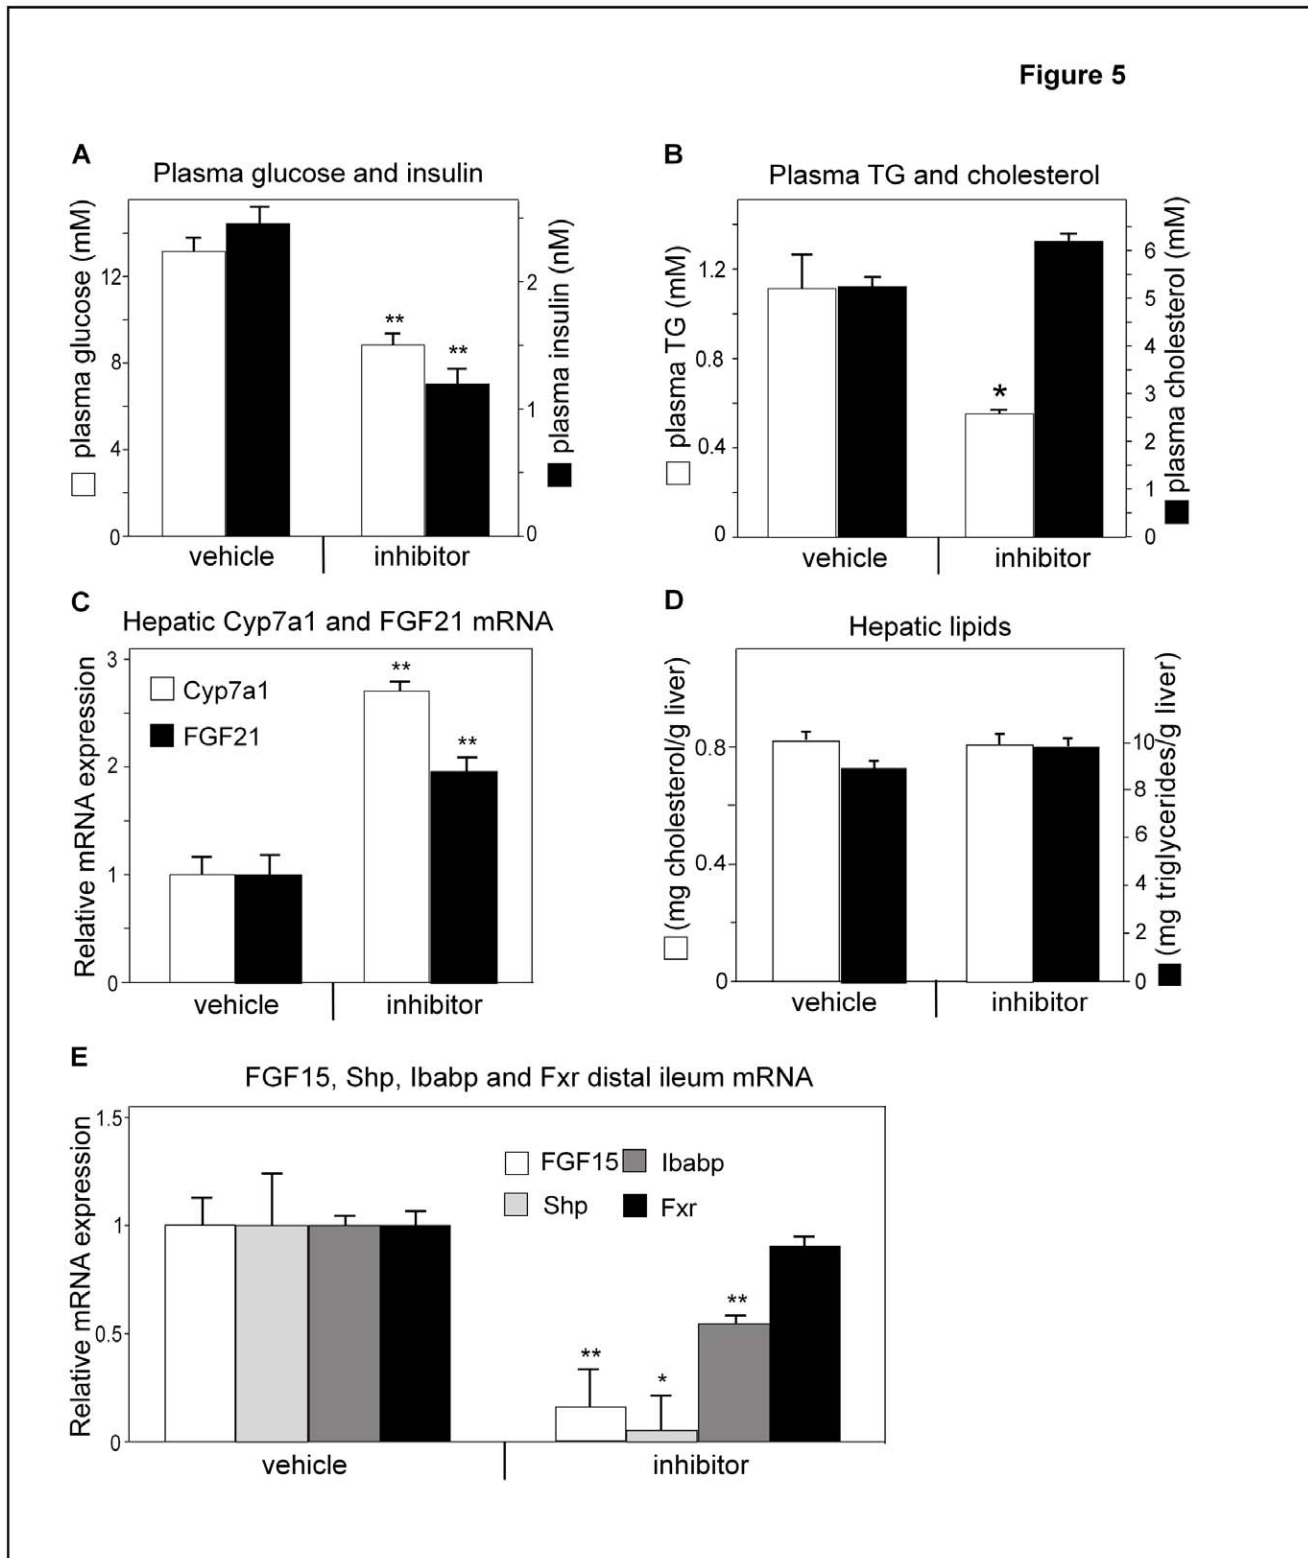 Figure 5
A
Plasma glucose and insulin
plasma glucose (mM)
12
8
4
0
2
1
0
plasma insulin (nM)
**
**
vehicle
inhibitor
B
Plasma TG and cholesterol
plasma TG (mM)
1.2
0.8
0.4
0
6
5
4
3
2
1
0
plasma cholesterol (mM)
*
vehicle
inhibitor
C
Hepatic Cyp7a1 and FGF21 mRNA
Relative mRNA expression
3
2
1
0
Cyp7a1
FGF21
**
**
vehicle
inhibitor
D
Hepatic lipids
(mg cholesterol/g liver)
0.8
0.4
0
10
8
6
4
2
0
(mg triglycerides/g liver)
vehicle
inhibitor
E
FGF15, Shp, Ibabp and Fxr distal ileum mRNA
Relative mRNA expression
1.5
1
0.5
0
FGF15
Ibabp
Shp
Fxr
**
*
**
vehicle
inhibitor